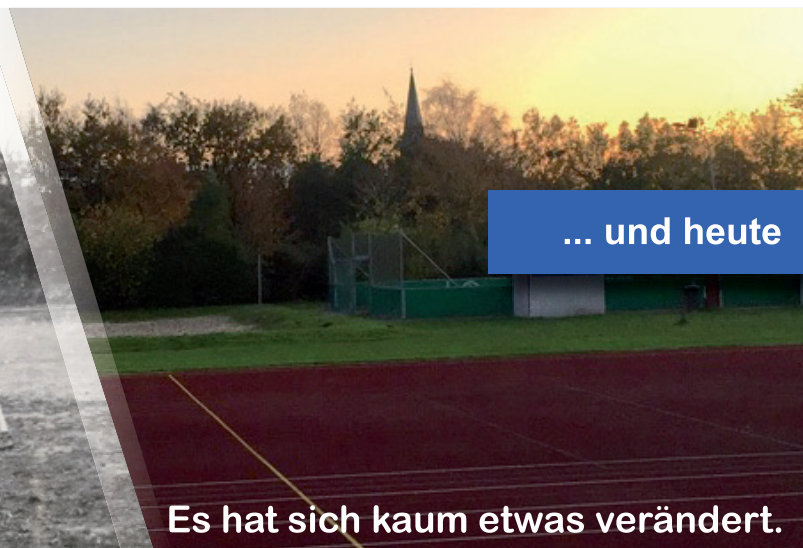 ... und heute
Es hat sich kaum etwas verändert.